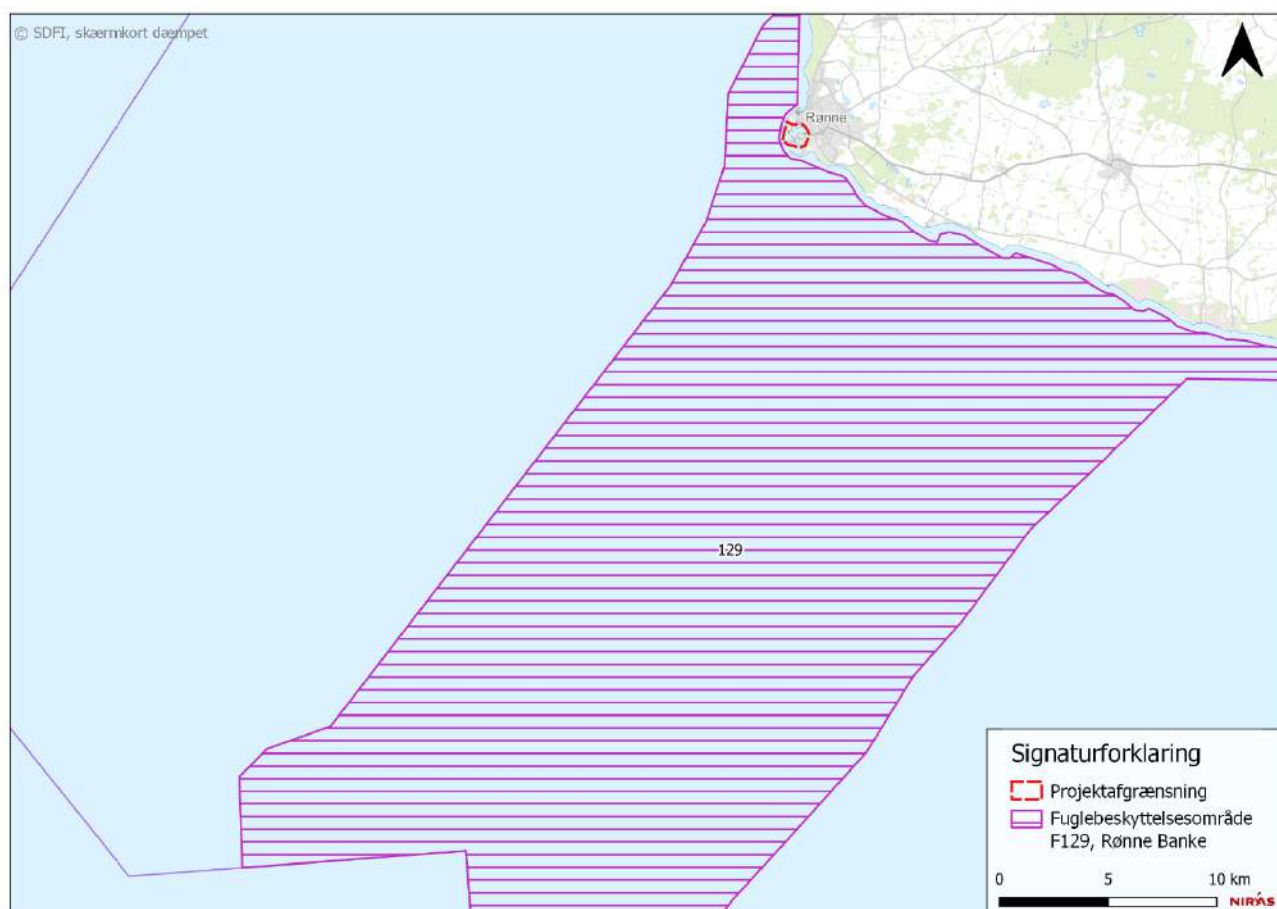 © SDFI, skærmkort dæmpet
Rønne
129
Signaturforklaring
Projektafgrænsning
Fuglebeskyttelsesområde
F129, Rønne Banke
0 5 10 km
NIRAS